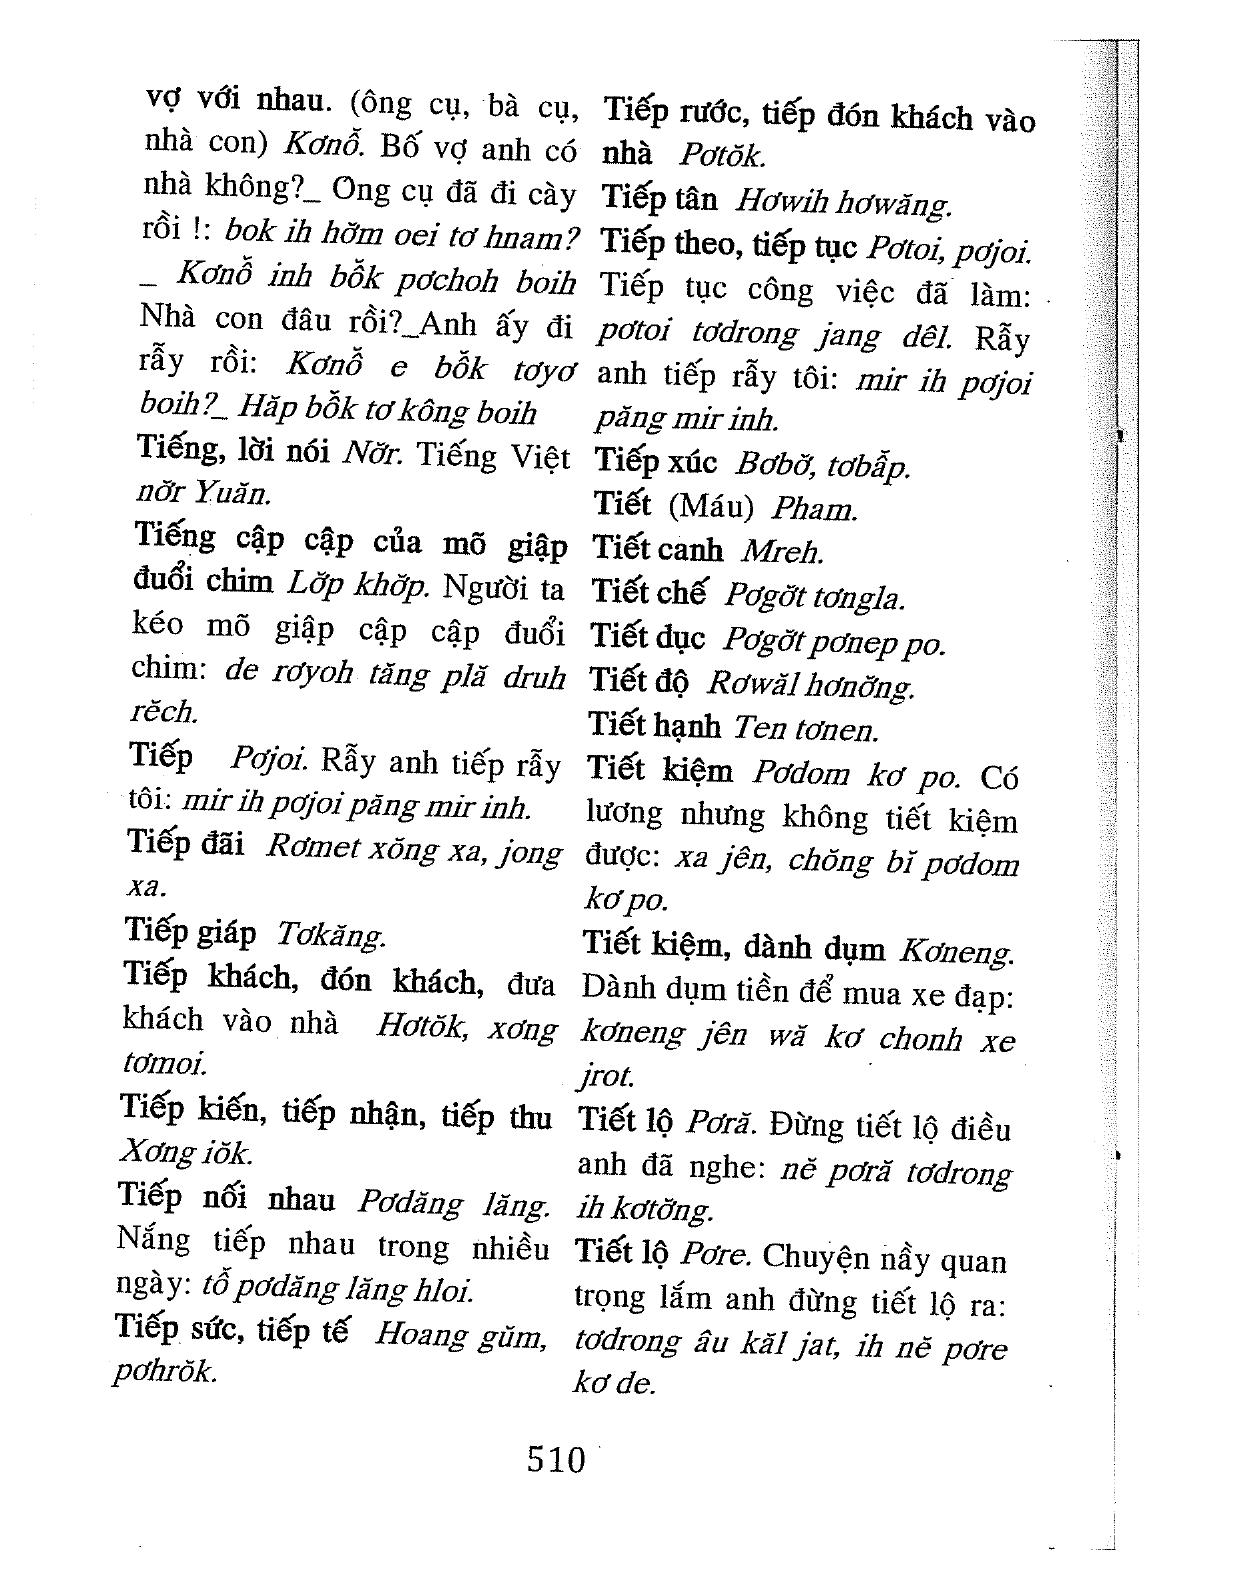 vợ với nhau. (ông cụ, bà cụ,
nhà con) Kơnỗ. Bố vợ anh có
nhà không?_ Ong cụ đã đi cày
rồi !: bok ih hơ̆m oei tơ hnam?
_ Kơnỗ inh bŏ̂k pơchoh boih
Nhà con đâu rồi?_Anh ấy đi
rẫy rồi: Kơnỗ e bŏ̂k tơyơ
boih?_ Hăp bŏ̂k tơ kông boih
Tiếng, lời nói Nơ̆r. Tiếng Việt
nơ̆r Yuăn.
Tiếng cập cập của mõ giập
đuổi chim Lơ̆p khơ̆p. Người ta
kéo mõ giập cập cập đuổi
chim: de rơyoh tăng plă druh
rĕch.
Tiếp Pơjoi. Rẫy anh tiếp rẫy
tôi: mir ih pơjoi păng mir inh.
Tiếp đãi Rơmet xŏng xa, jong
xa.
Tiếp giáp Tơkăng.
Tiếp khách, đón khách, đưa
khách vào nhà Hơtŏk, xơng
tơmoi.
Tiếp kiến, tiếp nhận, tiếp thu
Xơng iŏk.
Tiếp nối nhau Pơdăng lăng.
Nắng tiếp nhau trong nhiều
ngày: tŏ̂ pơdăng lăng hloi.
Tiếp sức, tiếp tế Hoang gŭm,
pơhrŏk.
Tiếp rước, tiếp đón khách vào
nhà Pơtŏk.
Tiếp tân Hơwih hơwăng.
Tiếp theo, tiếp tục Pơtoi, pơjoi.
Tiếp tục công việc đã làm:
pơtoi tơdrong jang dêl. Rẫy
anh tiếp rẫy tôi: mir ih pơjoi
păng mir inh.
Tiếp xúc Bơbơ̆, tơbă̂p.
Tiết (Máu) Pham.
Tiết canh Mreh.
Tiết chế Pơgơ̆t tơngla.
Tiết dục Pơgơ̆t pơnep po.
Tiết độ Rơwăl hơnơ̆ng.
Tiết hạnh Ten tơnen.
Tiết kiệm Pơdom kơ po. Có
lương nhưng không tiết kiệm
được: xa jên, chŏng bĭ pơdom
kơ po.
Tiết kiệm, dành dụm Kơneng.
Dành dụm tiền để mua xe đạp:
kơneng jên wă kơ chonh xe
jrot.
Tiết lộ Pơră. Đừng tiết lộ điều
anh đã nghe: nĕ pơră tơdrong
ih kơtơ̆ng.
Tiết lộ Pơre. Chuyện nầy quan
trọng lắm anh đừng tiết lộ ra:
tơdrong âu kăl jat, ih nĕ pơre
kơ de.
510